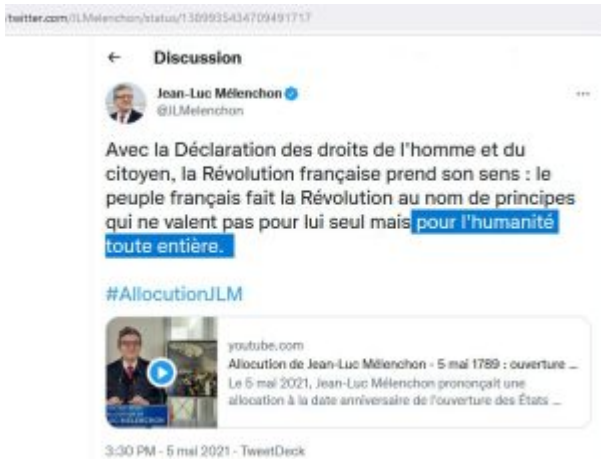 twitter.com/JLMelenchon/status/1389935434709491717
← Discussion
Jean-Luc Mélenchon
@JLMelenchon
Avec la Déclaration des droits de l'homme et du
citoyen, la Révolution française prend son sens : le
peuple français fait la Révolution au nom de principes
qui ne valent pas pour lui seul mais pour l'humanité
toute entière.
#AllocutionJLM
youtube.com
Allocution de Jean-Luc Mélenchon - 5 mai 1789 : ouverture ...
Le 5 mai 2021, Jean-Luc Mélenchon prononçait une
allocution à la date anniversaire de l'ouverture des États ...
3:30 PM - 5 mai 2021 - TweetDeck